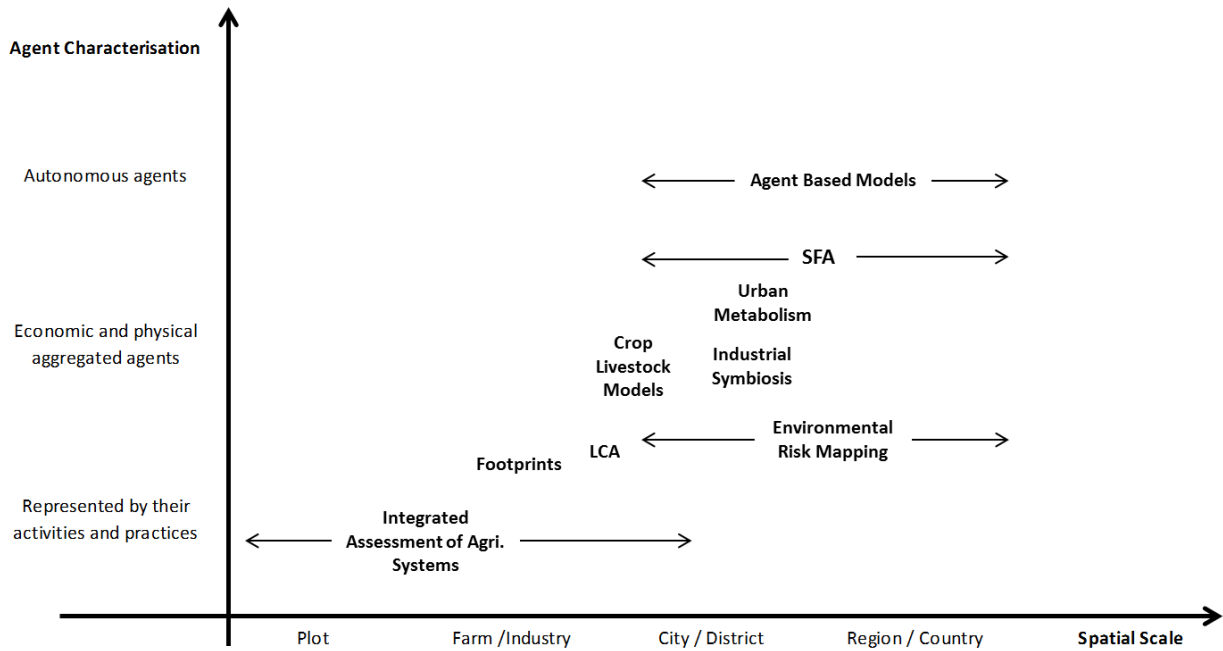 Agent Characterisation
Autonomous agents
Agent Based Models
SFA
Urban
Metabolism
Economic and physical
aggregated agents
Crop
Livestock
Models
Industrial
Symbiosis
Environmental
Risk Mapping
LCA
Footprints
Represented by their
activities and practices
Integrated
Assessment of Agri.
Systems
Plot
Farm /Industry
City / District
Region / Country
Spatial Scale